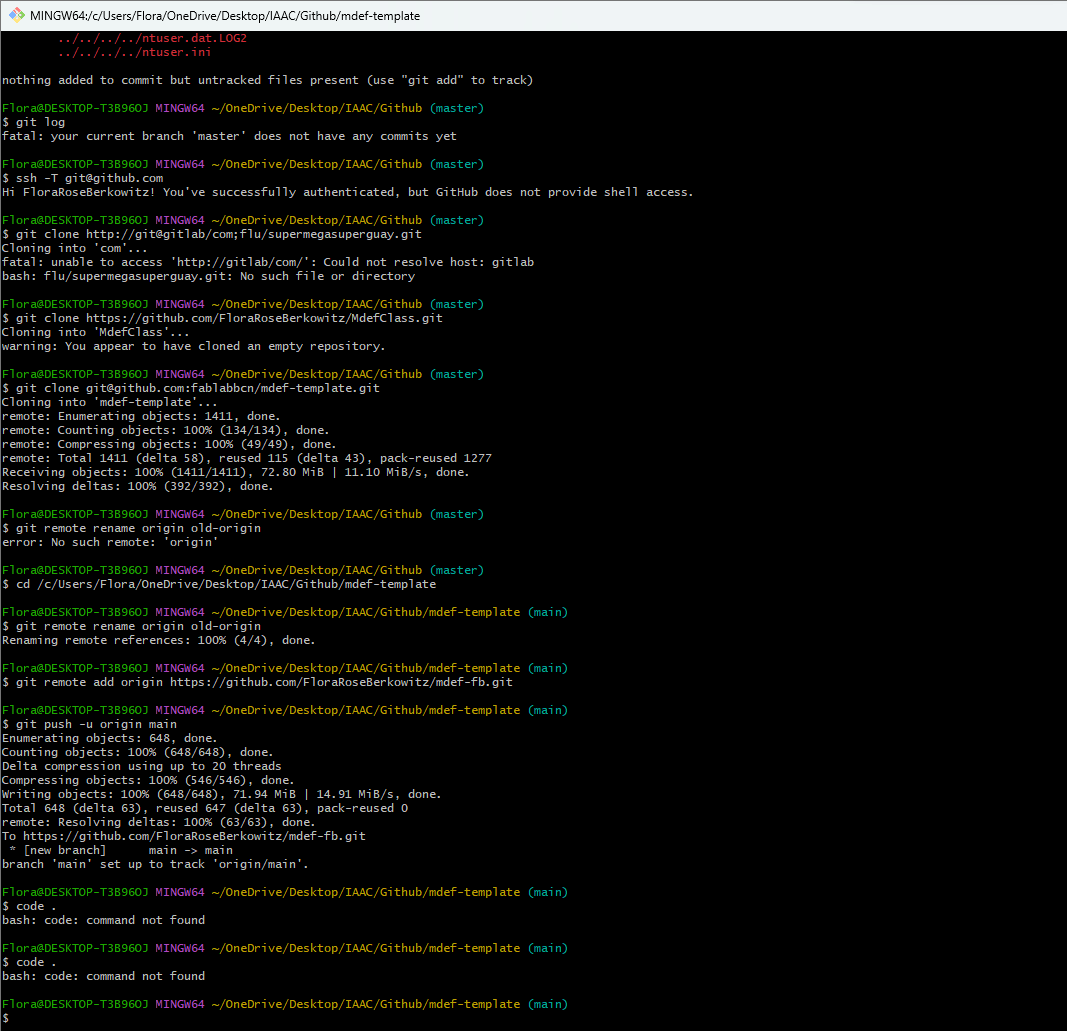 MINGW64:/c/Users/Flora/OneDrive/Desktop/IAAC/Github/mdef-template
../../../../ntuser.dat.LOG2
../../../../ntuser.ini
nothing added to commit but untracked files present (use "git add" to track)
Flora@DESKTOP-T3B96OJ MINGW64 ~/OneDrive/Desktop/IAAC/Github (master)
$ git log
fatal: your current branch 'master' does not have any commits yet
Flora@DESKTOP-T3B96OJ MINGW64 ~/OneDrive/Desktop/IAAC/Github (master)
$ ssh -T git@github.com
Hi FloraRoseBerkowitz! You've successfully authenticated, but GitHub does not provide shell access.
Flora@DESKTOP-T3B96OJ MINGW64 ~/OneDrive/Desktop/IAAC/Github (master)
$ git clone http://git@gitlab/com;flu/supermegasuperguay.git
Cloning into 'com'...
fatal: unable to access 'http://gitlab/com/': Could not resolve host: gitlab
bash: flu/supermegasuperguay.git: No such file or directory
Flora@DESKTOP-T3B96OJ MINGW64 ~/OneDrive/Desktop/IAAC/Github (master)
$ git clone https://github.com/FloraRoseBerkowitz/MdefClass.git
Cloning into 'MdefClass'...
warning: You appear to have cloned an empty repository.
Flora@DESKTOP-T3B96OJ MINGW64 ~/OneDrive/Desktop/IAAC/Github (master)
$ git clone git@github.com:fablabbcn/mdef-template.git
Cloning into 'mdef-template'...
remote: Enumerating objects: 1411, done.
remote: Counting objects: 100% (134/134), done.
remote: Compressing objects: 100% (49/49), done.
remote: Total 1411 (delta 58), reused 115 (delta 43), pack-reused 1277
Receiving objects: 100% (1411/1411), 72.80 MiB | 11.10 MiB/s, done.
Resolving deltas: 100% (392/392), done.
Flora@DESKTOP-T3B96OJ MINGW64 ~/OneDrive/Desktop/IAAC/Github (master)
$ git remote rename origin old-origin
error: No such remote: 'origin'
Flora@DESKTOP-T3B96OJ MINGW64 ~/OneDrive/Desktop/IAAC/Github (master)
$ cd /c/Users/Flora/OneDrive/Desktop/IAAC/Github/mdef-template
Flora@DESKTOP-T3B96OJ MINGW64 ~/OneDrive/Desktop/IAAC/Github/mdef-template (main)
$ git remote rename origin old-origin
Renaming remote references: 100% (4/4), done.
Flora@DESKTOP-T3B96OJ MINGW64 ~/OneDrive/Desktop/IAAC/Github/mdef-template (main)
$ git remote add origin https://github.com/FloraRoseBerkowitz/mdef-fb.git
Flora@DESKTOP-T3B96OJ MINGW64 ~/OneDrive/Desktop/IAAC/Github/mdef-template (main)
$ git push -u origin main
Enumerating objects: 648, done.
Counting objects: 100% (648/648), done.
Delta compression using up to 20 threads
Compressing objects: 100% (546/546), done.
Writing objects: 100% (648/648), 71.94 MiB | 14.91 MiB/s, done.
Total 648 (delta 63), reused 647 (delta 63), pack-reused 0
remote: Resolving deltas: 100% (63/63), done.
To https://github.com/FloraRoseBerkowitz/mdef-fb.git
* [new branch] main -> main
branch 'main' set up to track 'origin/main'.
Flora@DESKTOP-T3B96OJ MINGW64 ~/OneDrive/Desktop/IAAC/Github/mdef-template (main)
$ code .
bash: code: command not found
Flora@DESKTOP-T3B96OJ MINGW64 ~/OneDrive/Desktop/IAAC/Github/mdef-template (main)
$ code .
bash: code: command not found
Flora@DESKTOP-T3B96OJ MINGW64 ~/OneDrive/Desktop/IAAC/Github/mdef-template (main)
$